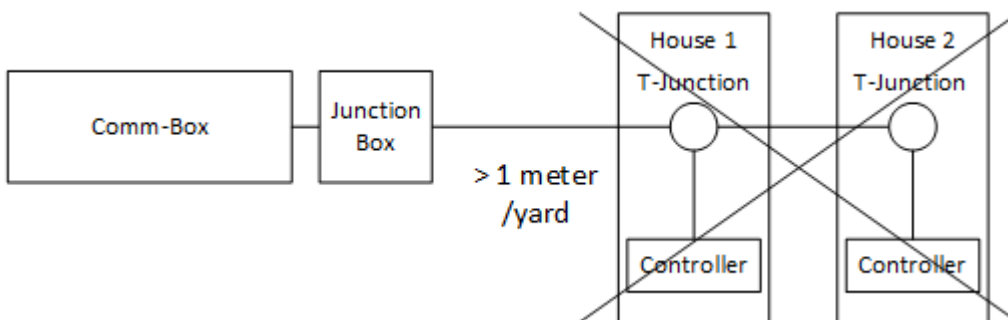 House 1
House 2
T-Junction
T-Junction
Comm-Box
Junction
Box
> 1 meter
/yard
Controller
Controller